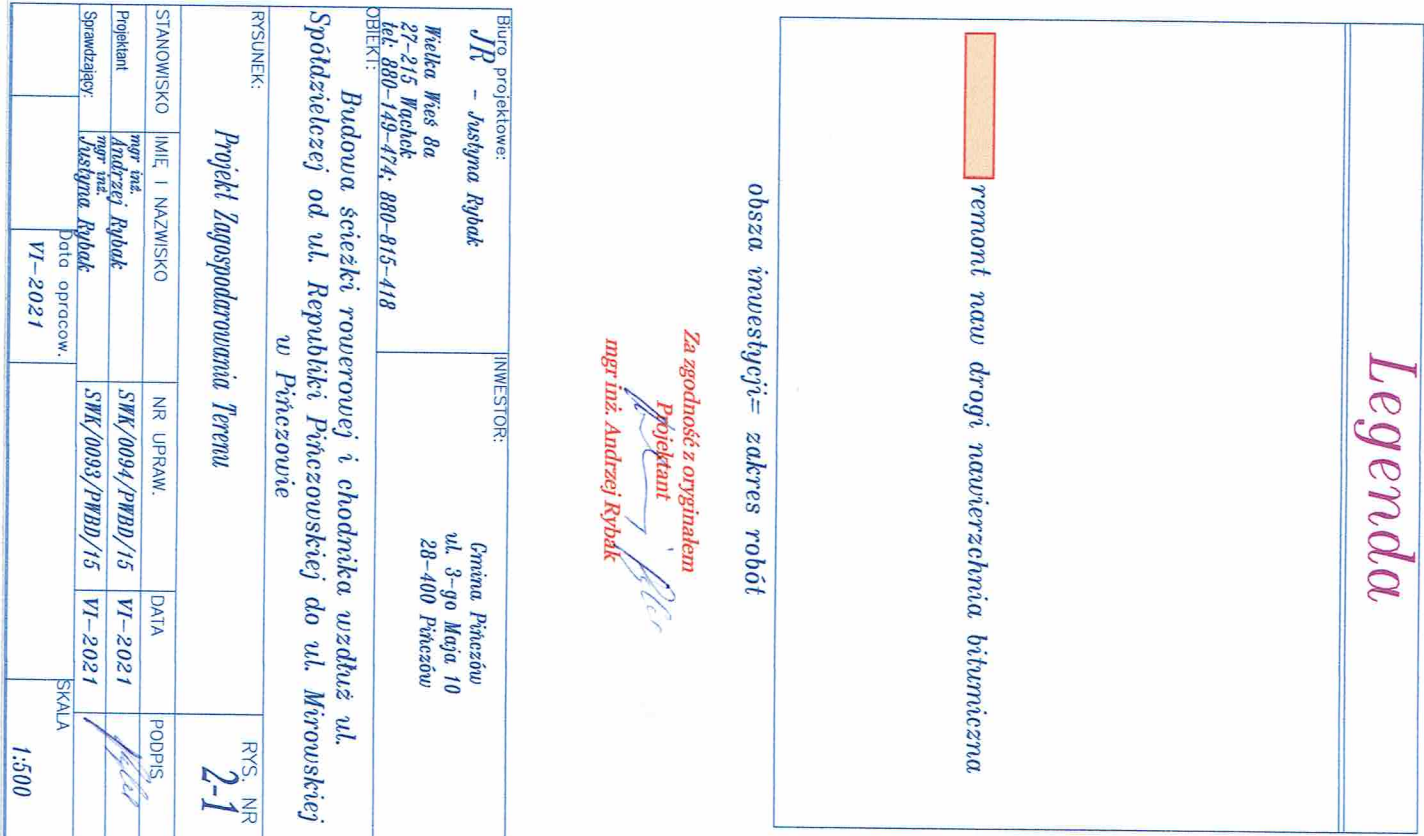 Legenda
remont naw drogi nawierzchnia bitumiczna
obsza inwestycji= zakres robót
Za zgodność z oryginałem
Projektant
mgr inż. Andrzej Rybak
Biuro projektowe:
JR - Justyna Rybak
Wielka Wieś 8a
27-215 Wąchck
tel: 880-149-474; 880-815-418
INWESTOR:
Gmina Pińczów
ul. 3-go Maja 10
28-400 Pińczów
OBIEKT:
Budowa ścieżki rowerowej i chodnika wzdłuż ul.
Spółdzielczej od ul. Republiki Pińczowskiej do ul. Mirowskiej
w Pińczowie
RYSUNEK:
Projekt Zagospodarowania Terenu
RYS. NR
2-1
STANOWISKO IMIĘ I NAZWISKO NR UPRAW. DATA PODPIS
Projektant mgr inż. Andrzej Rybak SWK/0094/PWBD/15 VI-2021
Sprawdzający: mgr inż. Justyna Rybak SWK/0093/PWBD/15 VI-2021
Data opracow.
VI-2021
SKALA
1:500